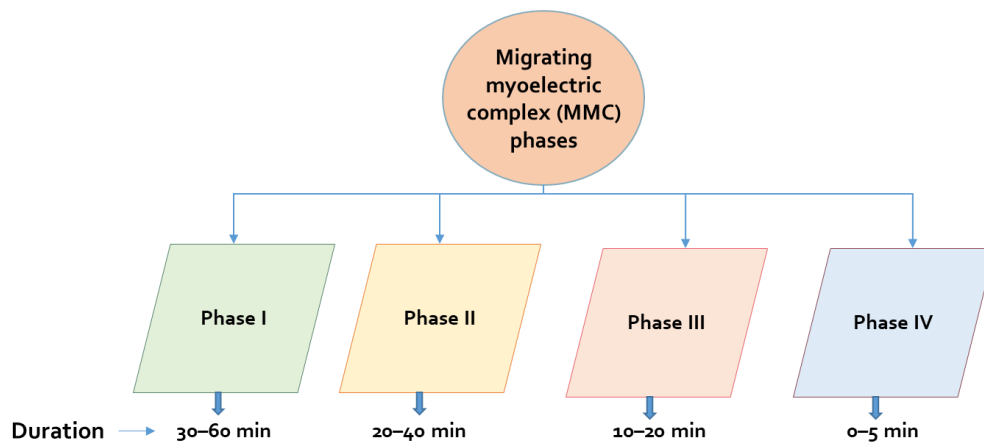 Migrating
myoelectric
complex (MMC)
phases
Phase I
Phase II
Phase III
Phase IV
Duration
30–60 min
20–40 min
10–20 min
0–5 min